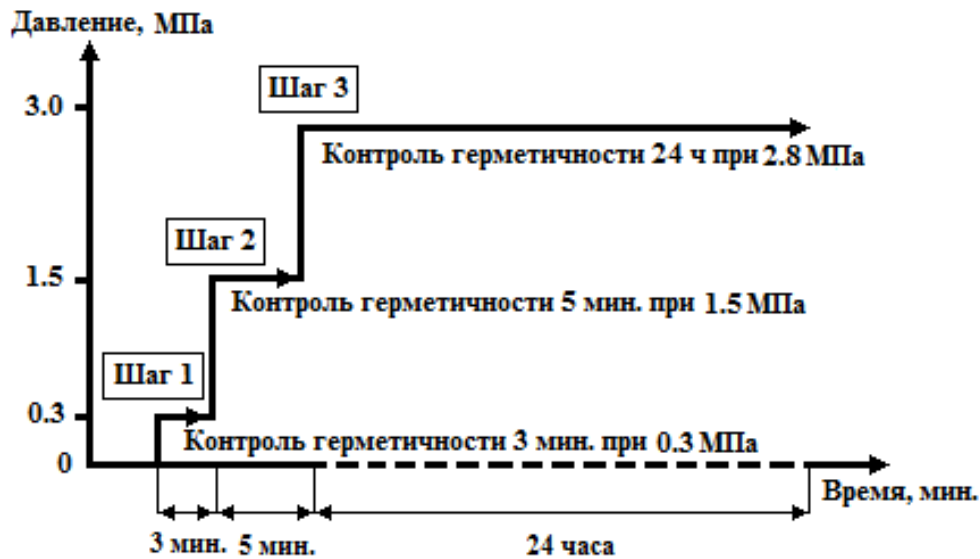 Давление, МПа
Шаг 3
3.0
Контроль герметичности 24 ч при 2.8 МПа
Шаг 2
1.5
Контроль герметичности 5 мин. при 1.5 МПа
Шаг 1
0.3
Контроль герметичности 3 мин. при 0.3 МПа
0
Время, мин.
3 мин. 5 мин. 24 часа